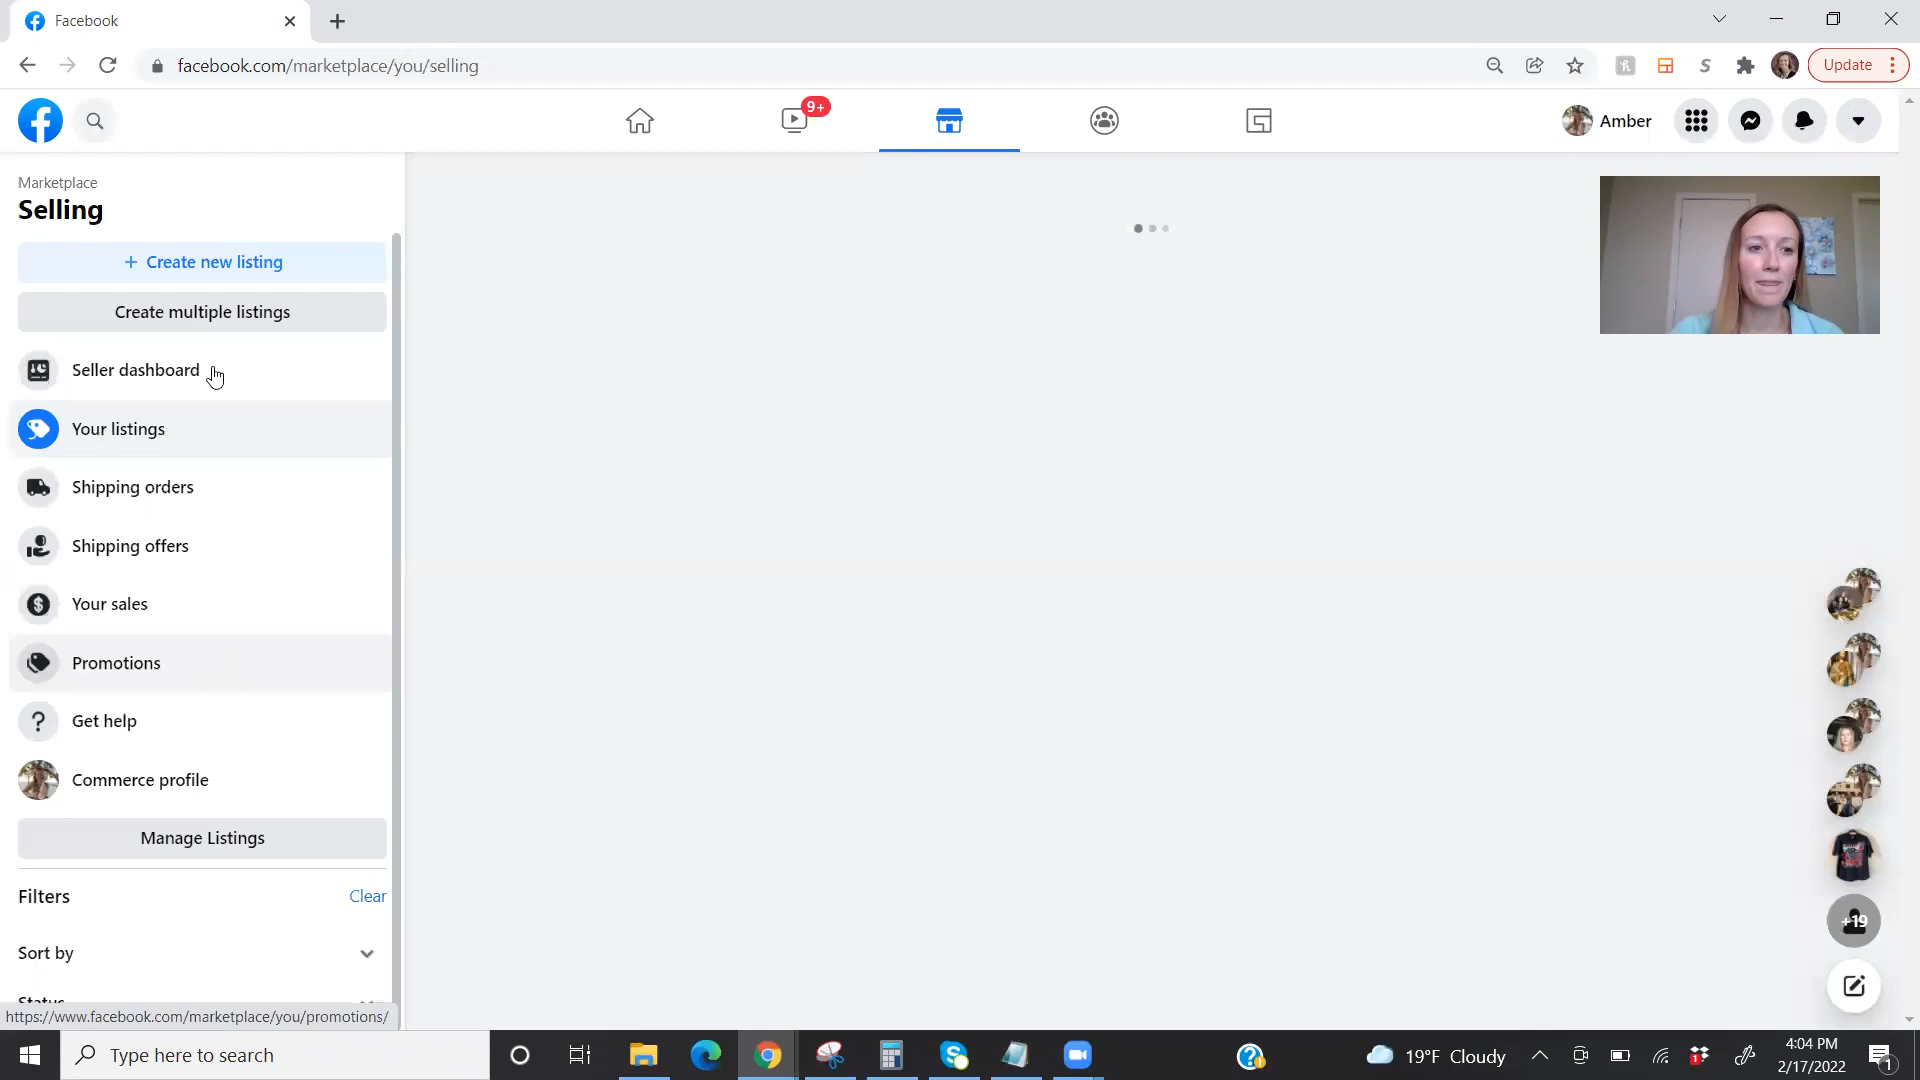 Facebook
facebook.com/marketplace/you/selling
Update
9+
Amber
Marketplace
Selling
+ Create new listing
Create multiple listings
Seller dashboard
Your listings
Shipping orders
Shipping offers
Your sales
Promotions
Get help
Commerce profile
Manage Listings
Filters Clear
Sort by
Status
+19
https://www.facebook.com/marketplace/you/promotions/
Type here to search
19°F Cloudy
4:04 PM
2/17/2022
1
1